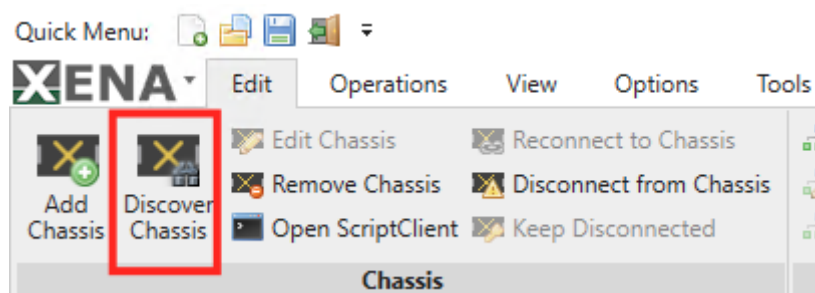 Quick Menu:
XENA Edit Operations View Options Tools
Add Chassis
Discover Chassis
Edit Chassis
Remove Chassis
Open ScriptClient
Reconnect to Chassis
Disconnect from Chassis
Keep Disconnected
Chassis